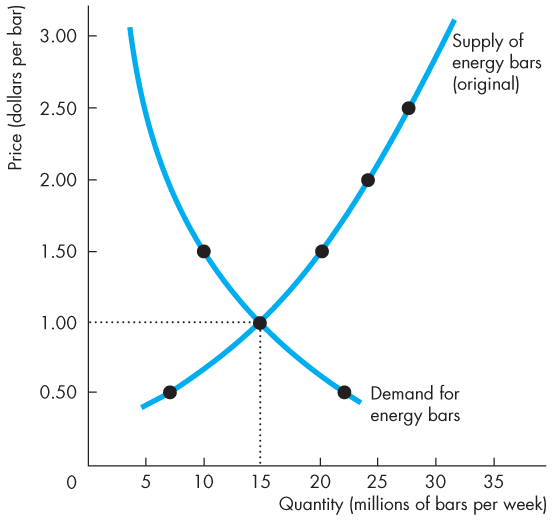 Price (dollars per bar)
3.00
2.50
2.00
1.50
1.00
0.50
0
Supply of
energy bars
(original)
Demand for
energy bars
5 10 15 20 25 30 35
Quantity (millions of bars per week)